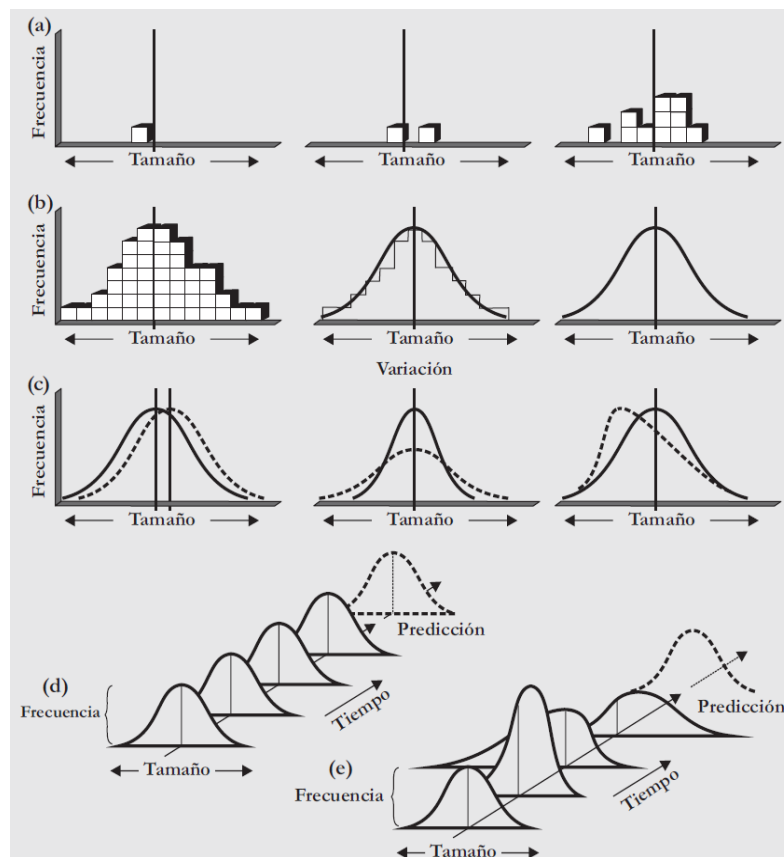 (a)
Frecuencia
Tamaño
Tamaño
Tamaño
(b)
Frecuencia
Tamaño
Tamaño
Tamaño
Variación
(c)
Frecuencia
Tamaño
Tamaño
Tamaño
Predicción
(d)
Frecuencia
Tiempo
Tamaño
Predicción
(e)
Frecuencia
Tiempo
Tamaño